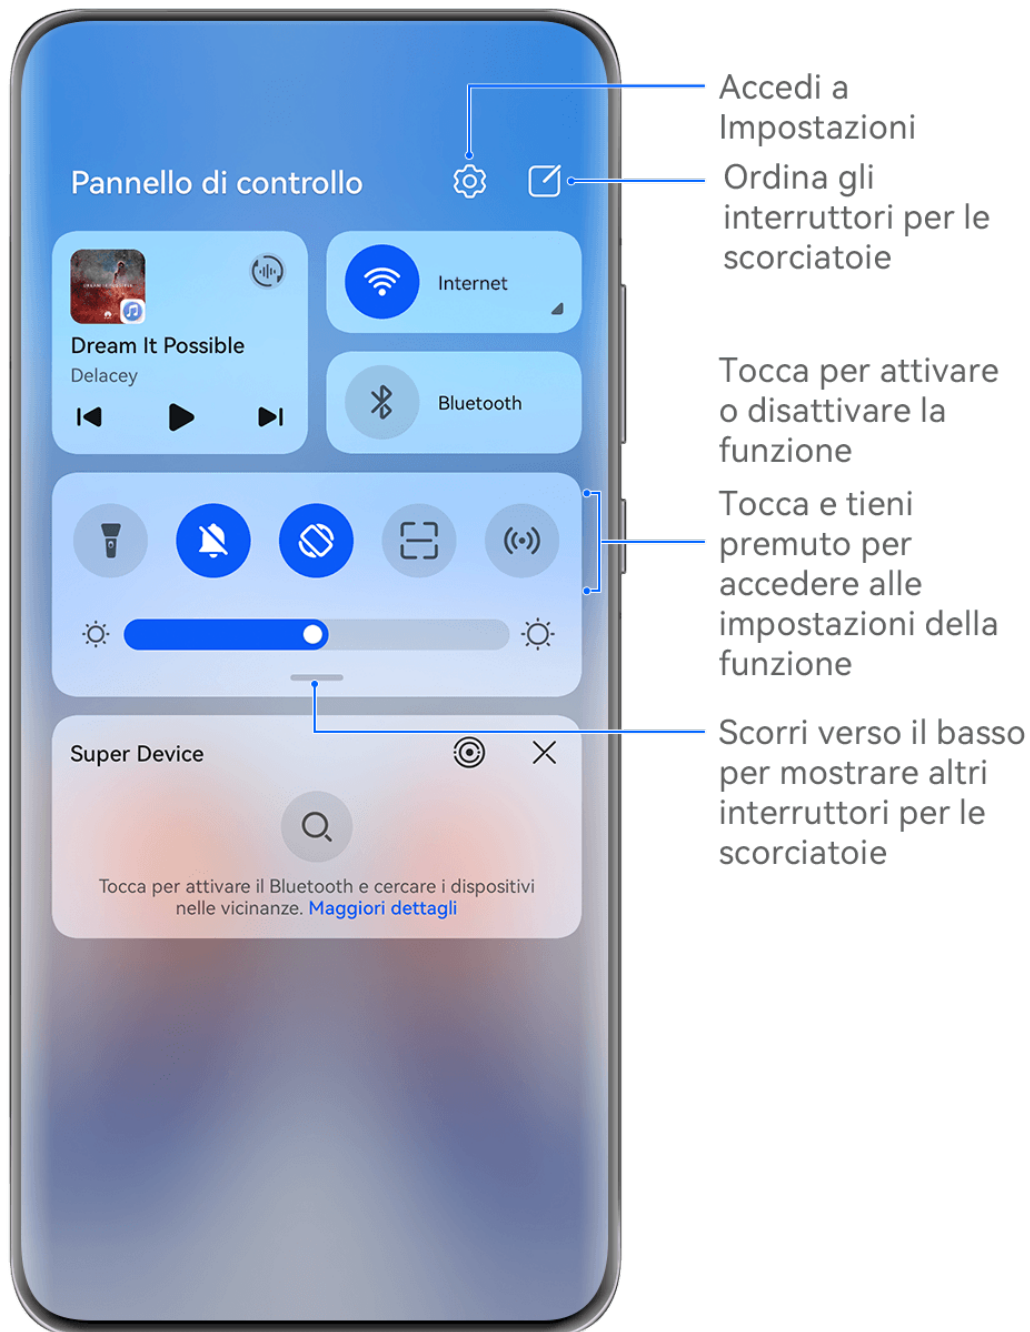 Pannello di controllo
Dream It Possible
Delacey
Internet
Bluetooth
Super Device
Tocca per attivare il Bluetooth e cercare i dispositivi
nelle vicinanze. Maggiori dettagli
Accedi a
Impostazioni
Ordina gli
interruttori per le
scorciatoie
Tocca per attivare
o disattivare la
funzione
Tocca e tieni
premuto per
accedere alle
impostazioni della
funzione
Scorri verso il basso
per mostrare altri
interruttori per le
scorciatoie